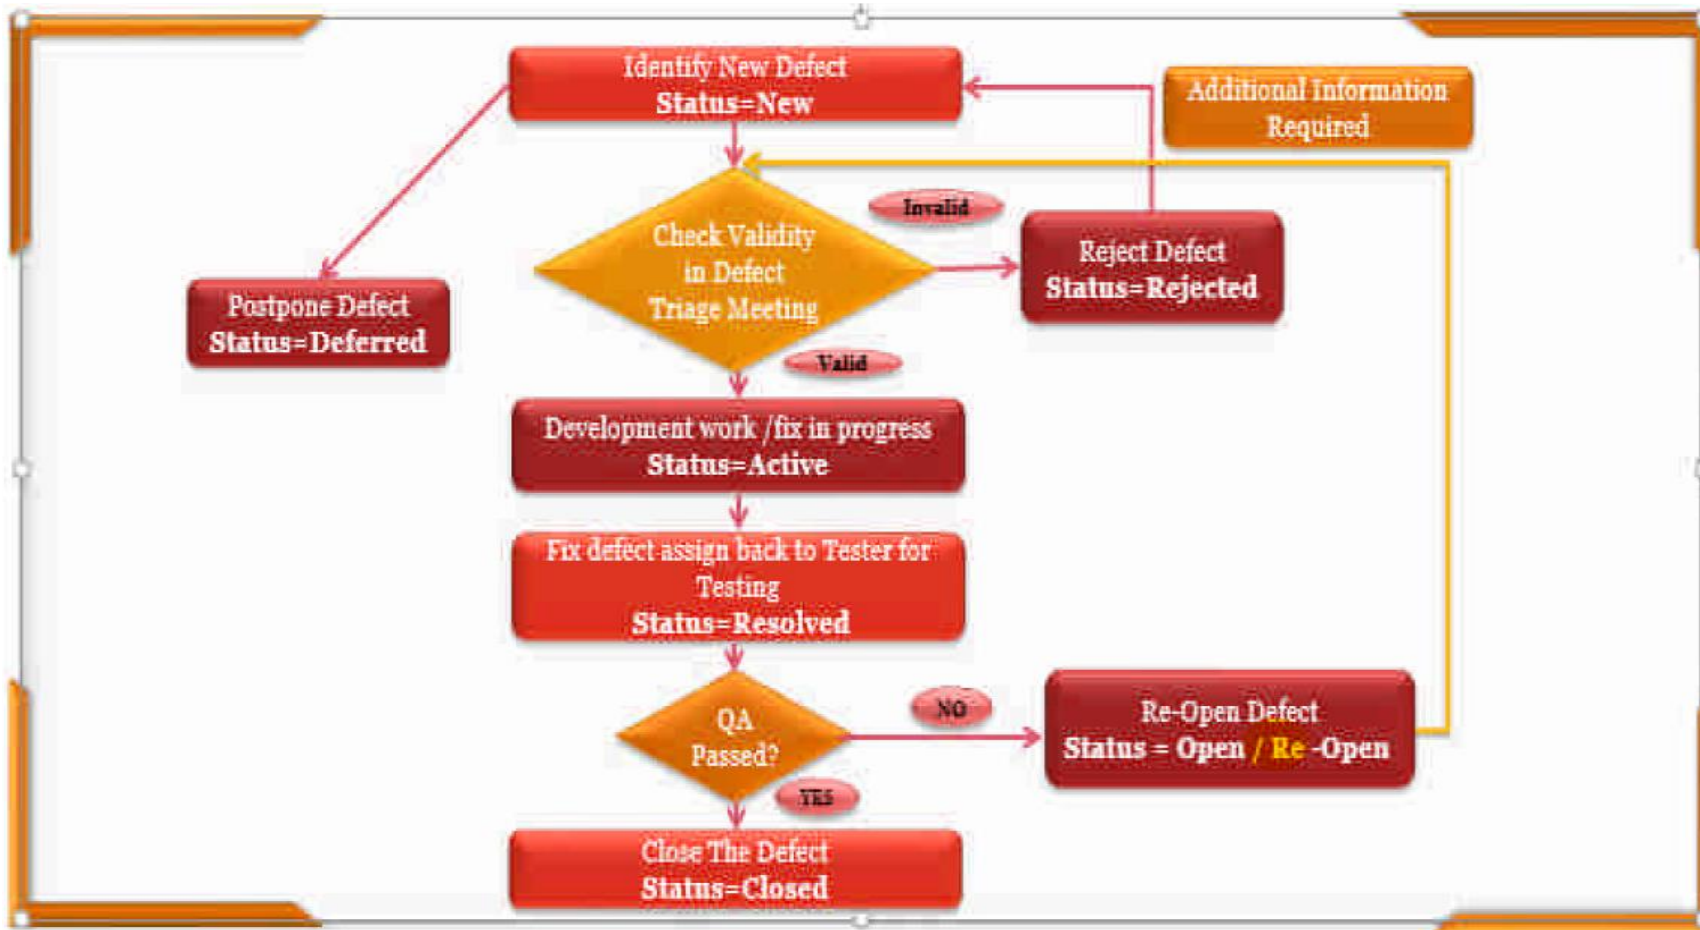 Identify New Defect
Status=New
Additional Information
Required
Invalid
Check Validity
in Defect
Triage Meeting
Reject Defect
Status=Rejected
Postpone Defect
Status=Deferred
Valid
Development work /fix in progress
Status=Active
Fix defect assign back to Tester for
Testing
Status=Resolved
QA
Passed?
NO
Re-Open Defect
Status = Open / Re -Open
YES
Close The Defect
Status=Closed